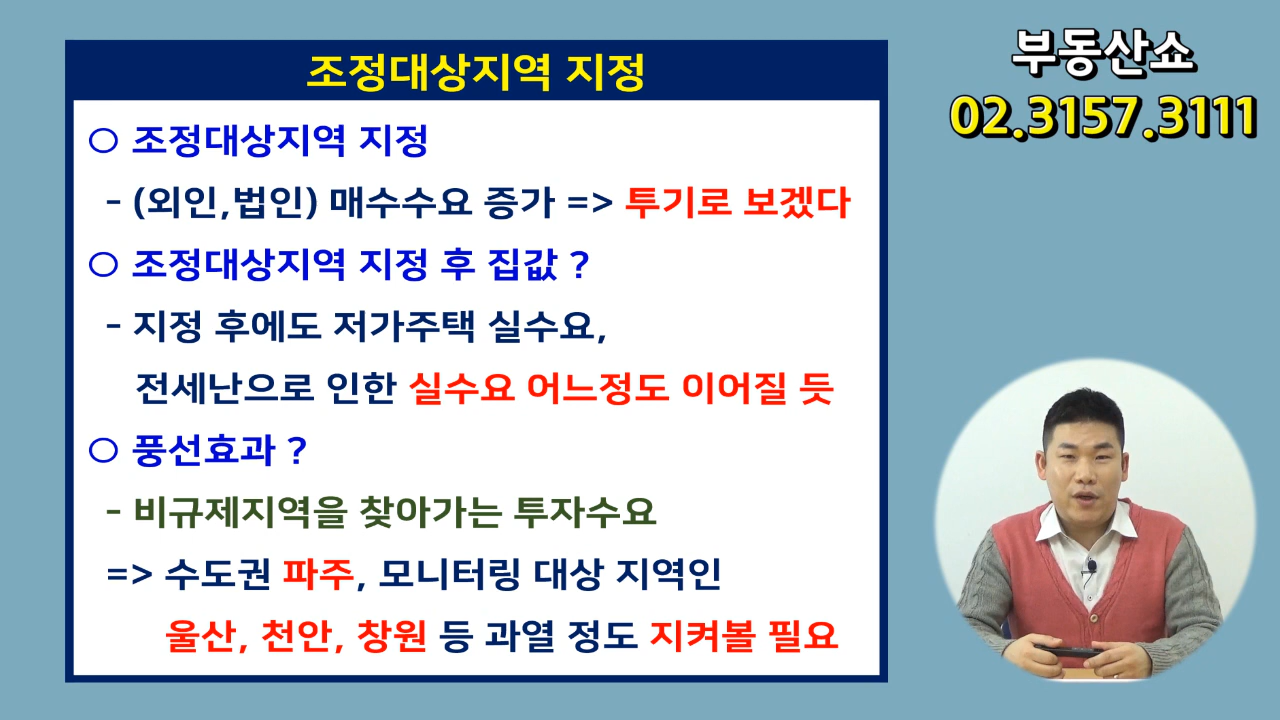 조정대상지역 지정
○ 조정대상지역 지정
- (외인,법인) 매수수요 증가 => 투기로 보겠다
○ 조정대상지역 지정 후 집값 ?
- 지정 후에도 저가주택 실수요,
전세난으로 인한 실수요 어느정도 이어질 듯
○ 풍선효과 ?
- 비규제지역을 찾아가는 투자수요
=> 수도권 파주, 모니터링 대상 지역인
울산, 천안, 창원 등 과열 정도 지켜볼 필요
부동산쇼
02.3157.3111